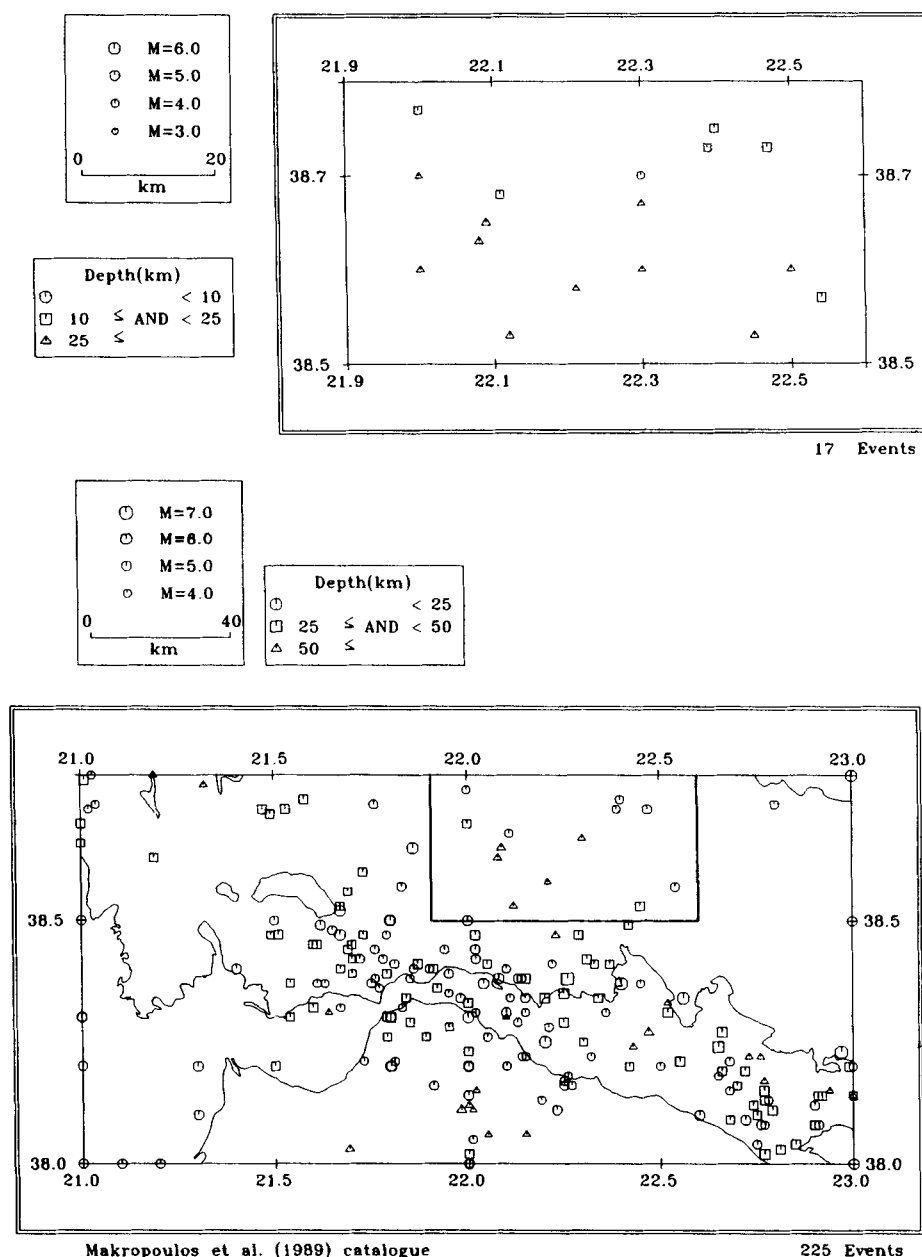 M=6.0
M=5.0
M=4.0
M=3.0
0 20
km
21.9 22.1 22.3 22.5
38.7 38.7
38.5 38.5
21.9 22.1 22.3 22.5
Depth(km)
< 10
10 ≤ AND < 25
25 ≤
17 Events
M=7.0
M=6.0
M=5.0
M=4.0
0 40
km
Depth(km)
< 25
25 ≤ AND < 50
50 ≤
21.0 21.5 22.0 22.5 23.0
38.5 38.5
38.0 38.0
21.0 21.5 22.0 22.5 23.0
Makropoulos et al. (1989) catalogue 225 Events